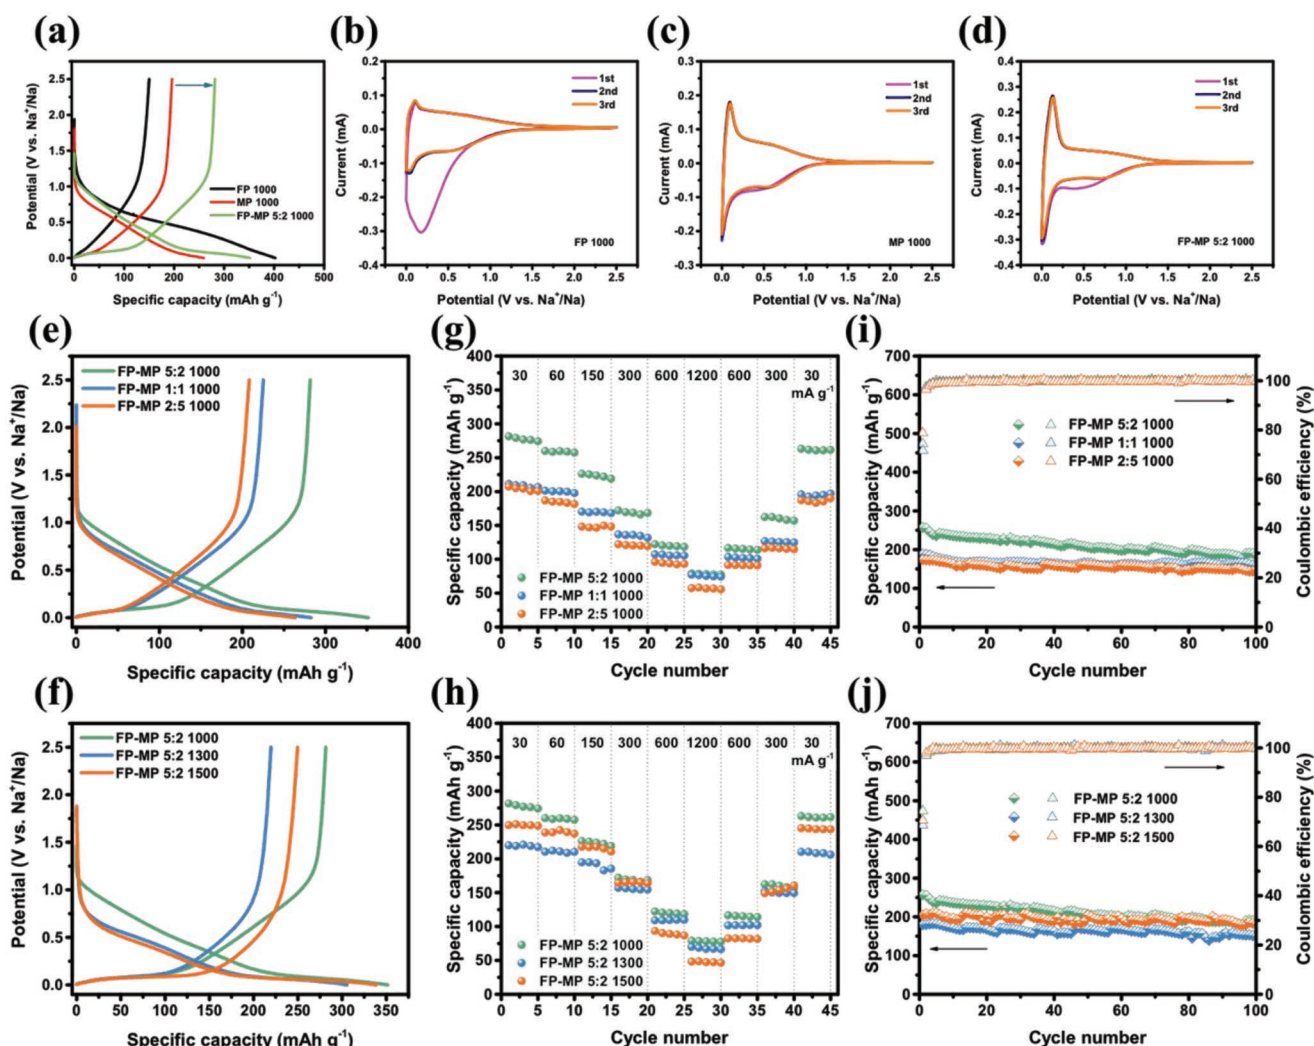 (a)
2.5
2.0
1.5
1.0
0.5
0.0
Potential (V vs. Na+/Na)
FP 1000
MP 1000
FP-MP 5:2 1000
0 100 200 300 400 500
Specific capacity (mAh g-1)
(b)
0.2
0.1
0.0
-0.1
-0.2
-0.3
-0.4
Current (mA)
1st
2nd
3rd
FP 1000
0.0 0.5 1.0 1.5 2.0 2.5
Potential (V vs. Na+/Na)
(c)
0.3
0.2
0.1
0.0
-0.1
-0.2
-0.3
Current (mA)
1st
2nd
3rd
MP 1000
0.0 0.5 1.0 1.5 2.0 2.5
Potential (V vs. Na+/Na)
(d)
0.4
0.3
0.2
0.1
0.0
-0.1
-0.2
-0.3
-0.4
Current (mA)
1st
2nd
3rd
FP-MP 5:2 1000
0.0 0.5 1.0 1.5 2.0 2.5
Potential (V vs. Na+/Na)
(e)
2.5
2.0
1.5
1.0
0.5
0.0
Potential (V vs. Na+/Na)
FP-MP 5:2 1000
FP-MP 1:1 1000
FP-MP 2:5 1000
0 100 200 300 400
Specific capacity (mAh g-1)
(g)
400
350
300
250
200
150
100
50
0
Specific capacity (mAh g-1)
30 60 150 300 600 1200 600 300 30
mA g-1
FP-MP 5:2 1000
FP-MP 1:1 1000
FP-MP 2:5 1000
0 5 10 15 20 25 30 35 40 45
Cycle number
(i)
700
600
500
400
300
200
100
0
Specific capacity (mAh g-1)
FP-MP 5:2 1000
FP-MP 1:1 1000
FP-MP 2:5 1000
100
80
60
40
20
0
Coulombic efficiency (%)
0 20 40 60 80 100
Cycle number
(f)
2.5
2.0
1.5
1.0
0.5
0.0
Potential (V vs. Na+/Na)
FP-MP 5:2 1000
FP-MP 5:2 1300
FP-MP 5:2 1500
0 50 100 150 200 250 300 350
Specific capacity (mAh g-1)
(h)
400
350
300
250
200
150
100
50
0
Specific capacity (mAh g-1)
30 60 150 300 600 1200 600 300 30
mA g-1
FP-MP 5:2 1000
FP-MP 5:2 1300
FP-MP 5:2 1500
0 5 10 15 20 25 30 35 40 45
Cycle number
(j)
700
600
500
400
300
200
100
0
Specific capacity (mAh g-1)
FP-MP 5:2 1000
FP-MP 5:2 1300
FP-MP 5:2 1500
100
80
60
40
20
0
Coulombic efficiency (%)
0 20 40 60 80 100
Cycle number